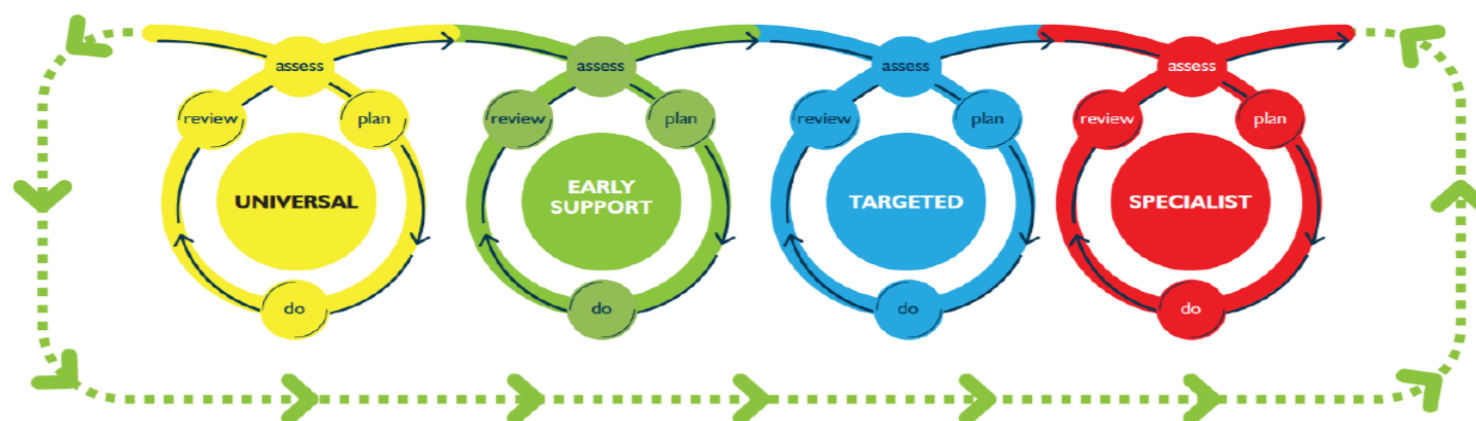 assess
review
plan
UNIVERSAL
do
assess
review
plan
EARLY
SUPPORT
do
assess
review
plan
TARGETED
do
assess
review
plan
SPECIALIST
do